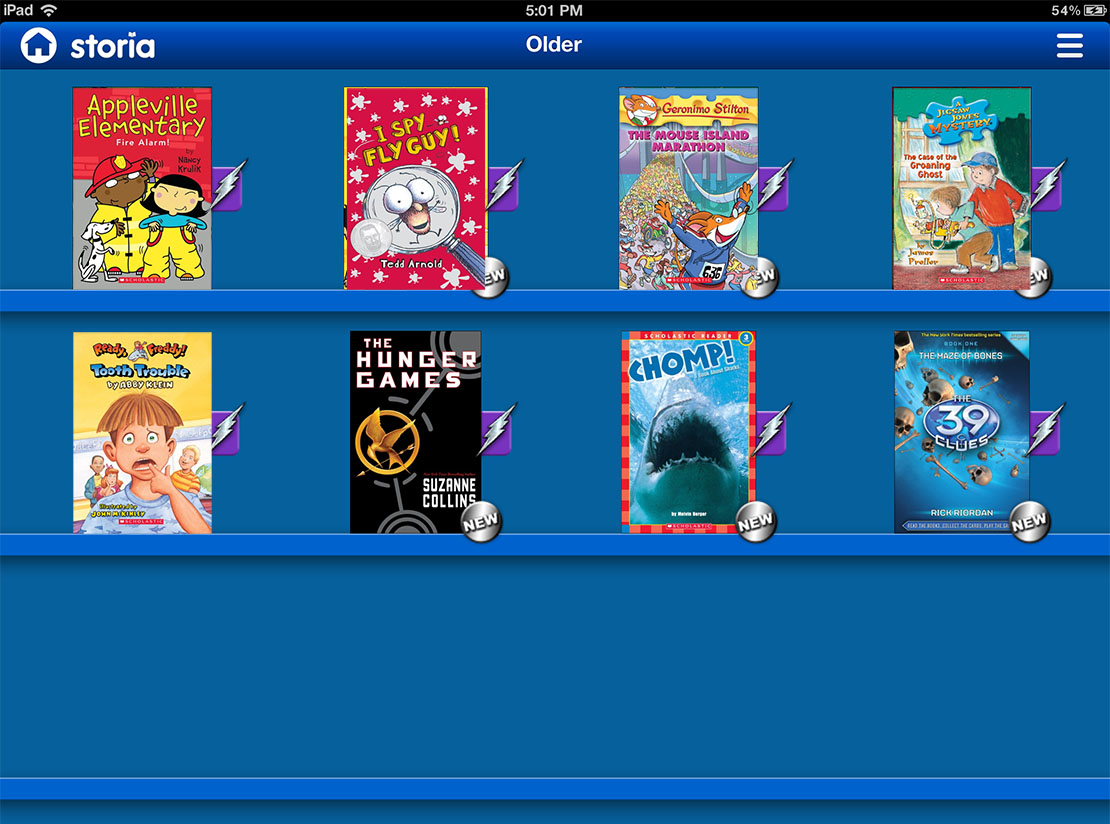 iPad
5:01 PM
54%
storia
Older
Appleville
Elementary
Fire Alarm!
by
Nancy
Krulik
SCHOLASTIC
I SPY
FLY GUY!
Tedd Arnold
NEW
Geronimo Stilton
THE MOUSE ISLAND
MARATHON
636
SCHOLASTIC
NEW
A
JIGSAW
JONES
MYSTERY
The Case of the
Groaning
Ghost
by
James
Preller
SCHOLASTIC
NEW
Ready, Freddy!
Tooth Trouble
by ABBY KLEIN
Illustrated by
JOHN McKINLEY
SCHOLASTIC
THE
HUNGER
GAMES
SUZANNE
COLLINS
NEW
SCHOLASTIC READER
3
CHOMP!
A Book About Sharks
by Melvin Berger
SCHOLASTIC
NEW
The New York Times bestselling series
BOOK ONE
THE MAZE OF BONES
THE
39
CLUES
RICK RIORDAN
READ THE BOOKS, COLLECT THE CARDS, PLAY THE
NEW